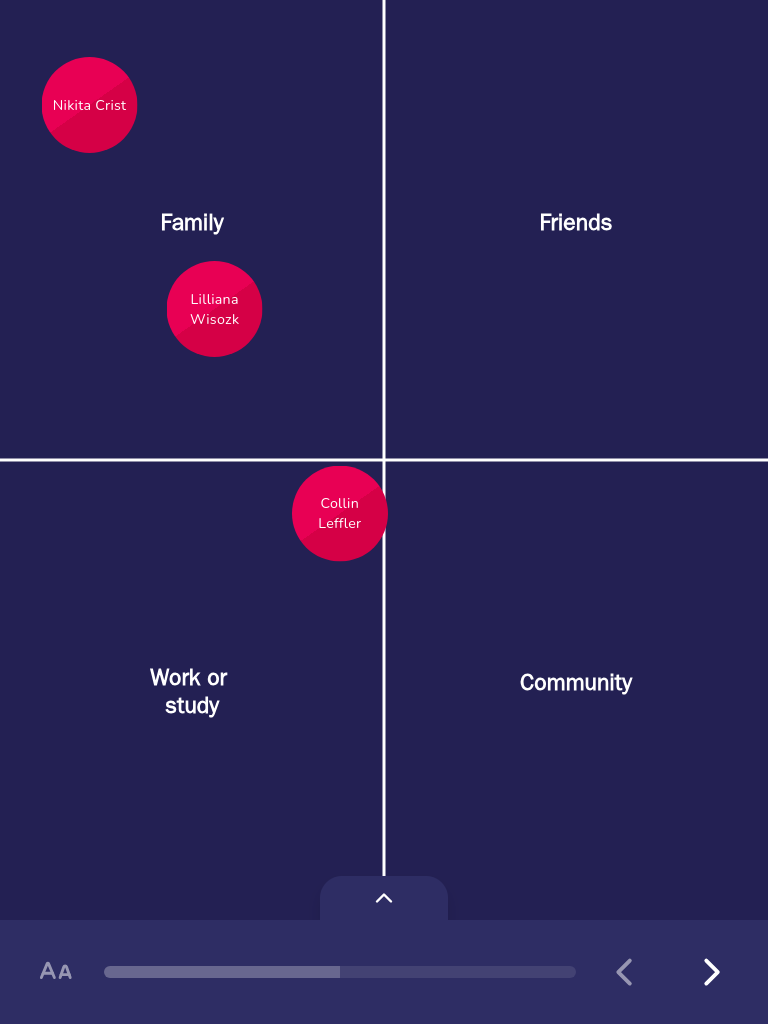 Nikita Crist
Family
Friends
Lilliana
Wisozk
Collin
Leffler
Work or
study
Community
AA